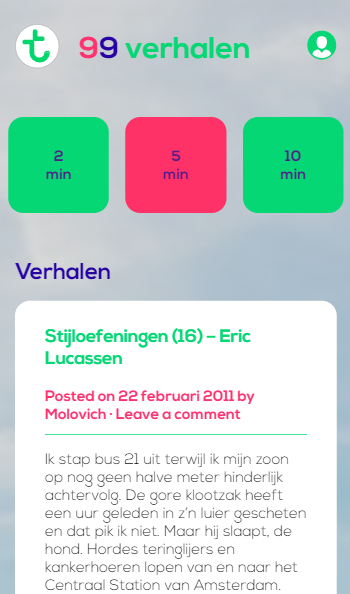 t 99 verhalen
2 min
5 min
10 min
Verhalen
Stijloefeningen (16) – Eric
Lucassen
Posted on 22 februari 2011 by
Molovich · Leave a comment
Ik stap bus 21 uit terwijl ik mijn zoon
op nog geen halve meter hinderlijk
achtervolg. De gore klootzak heeft
een uur geleden in z’n luier gescheten
en dat pik ik niet. Maar hij slaapt, de
hond. Hordes teringlijers en
kankerhoeren lopen van en naar het
Centraal Station van Amsterdam.